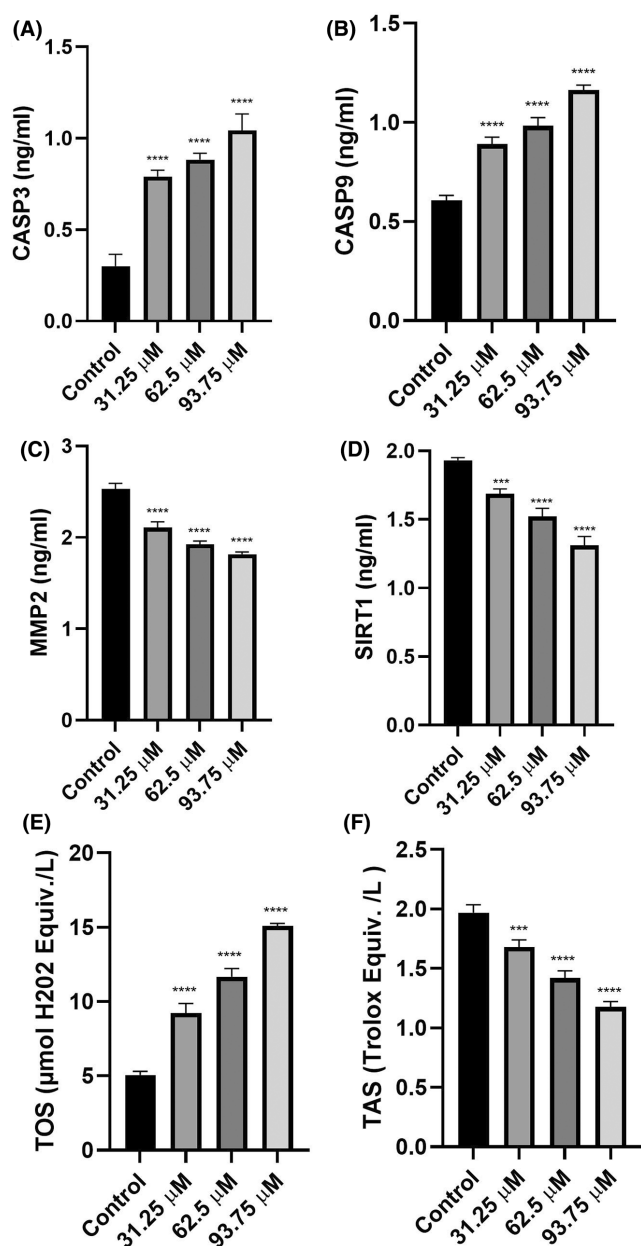 (A)
CASP3 (ng/ml)
1.5
1.0
0.5
0.0
****
****
****
Control
31.25 μM
62.5 μM
93.75 μM
(B)
CASP9 (ng/ml)
1.5
1.0
0.5
0.0
****
****
****
Control
31.25 μM
62.5 μM
93.75 μM
(C)
MMP2 (ng/ml)
3
2
1
0
****
****
****
Control
31.25 μM
62.5 μM
93.75 μM
(D)
SIRT1 (ng/ml)
2.0
1.5
1.0
0.5
0.0
***
****
****
Control
31.25 μM
62.5 μM
93.75 μM
(E)
TOS (μmol H202 Equiv./L)
20
15
10
5
0
****
****
****
Control
31.25 μM
62.5 μM
93.75 μM
(F)
TAS (Trolox Equiv. /L )
2.5
2.0
1.5
1.0
0.5
0.0
***
****
****
Control
31.25 μM
62.5 μM
93.75 μM